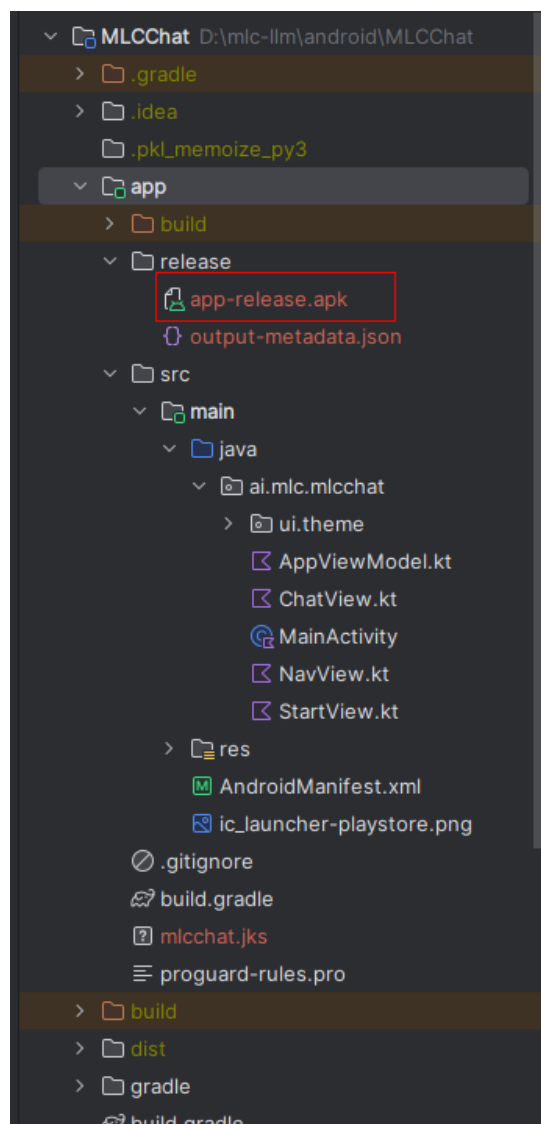 MLCChat D:\mlc-llm\android\MLCChat
.gradle
.idea
.pkl_memoize_py3
app
build
release
app-release.apk
output-metadata.json
src
main
java
ai.mlc.mlcchat
ui.theme
AppViewModel.kt
ChatView.kt
MainActivity
NavView.kt
StartView.kt
res
AndroidManifest.xml
ic_launcher-playstore.png
.gitignore
build.gradle
mlcchat.jks
proguard-rules.pro
build
dist
gradle
build.gradle